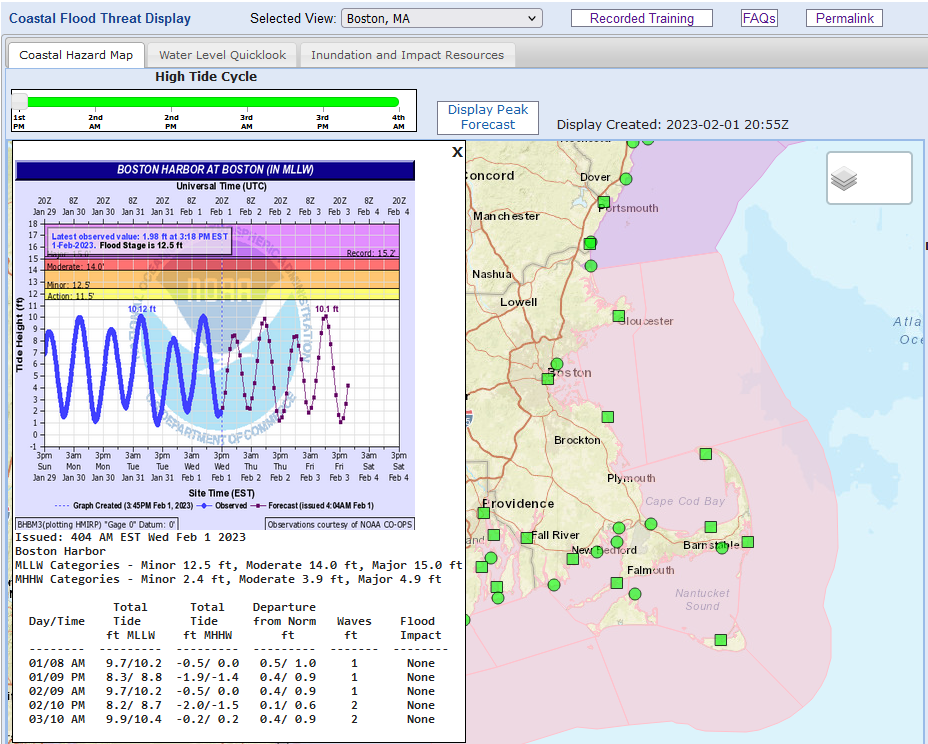 Coastal Flood Threat Display
Selected View: Boston, MA
Recorded Training
FAQs
Permalink
Coastal Hazard Map
Water Level Quicklook
Inundation and Impact Resources
High Tide Cycle
1st 2nd 2nd 3rd 3rd 4th
PM AM PM AM PM AM
Display Peak
Forecast
Display Created: 2023-02-01 20:55Z
X
BOSTON HARBOR AT BOSTON (IN MLLW)
Universal Time (UTC)
20Z 8Z 20Z 8Z 20Z 8Z 20Z 8Z 20Z 8Z 20Z 8Z 20Z
Jan 29 Jan 30 Jan 30 Jan 31 Jan 31 Feb 1 Feb 1 Feb 2 Feb 2 Feb 3 Feb 3 Feb 4 Feb 4
Latest observed value: 1.98 ft at 3:18 PM EST
1-Feb-2023. Flood Stage is 12.5 ft
Record: 15.2'
Moderate: 14.0'
Minor: 12.5'
Action: 11.5'
10.12 ft
10.1 ft
Tide Height (ft)
18
17
16
15
14
13
12
11
10
9
8
7
6
5
4
3
2
1
0
-1
3pm 3am 3pm 3am 3pm 3am 3pm 3am 3pm 3am 3pm 3am 3pm
Sun Mon Mon Tue Tue Wed Wed Thu Thu Fri Fri Sat Sat
Jan 29 Jan 30 Jan 30 Jan 31 Jan 31 Feb 1 Feb 1 Feb 2 Feb 2 Feb 3 Feb 3 Feb 4 Feb 4
Site Time (EST)
Graph Created (3:45PM Feb 1, 2023) Observed Forecast (issued 4:04AM Feb 1)
BHBM3(plotting HMIRP) "Gage 0" Datum: 0'
Observations courtesy of NOAA CO-OPS
Issued: 404 AM EST Wed Feb 1 2023
Boston Harbor
MLLW Categories - Minor 12.5 ft, Moderate 14.0 ft, Major 15.0 ft
MHHW Categories - Minor 2.4 ft, Moderate 3.9 ft, Major 4.9 ft
Total Total Departure
Day/Time Tide Tide from Norm Waves Flood
ft MLLW ft MHHW ft ft Impact
-------- --------- --------- ---------- ------- --------
01/08 AM 9.7/10.2 -0.5/ 0.0 0.5/ 1.0 1 None
01/09 PM 8.3/ 8.8 -1.9/-1.4 0.4/ 0.9 1 None
02/09 AM 9.7/10.2 -0.5/ 0.0 0.4/ 0.9 1 None
02/10 PM 8.2/ 8.7 -2.0/-1.5 0.1/ 0.6 2 None
03/10 AM 9.9/10.4 -0.2/ 0.2 0.4/ 0.9 2 None
Concord
Dover
Portsmouth
Manchester
Nashua
Lowell
Gloucester
Boston
Brockton
Plymouth
Cape Cod Bay
Providence
Fall River
New Bedford
Barnstable
Falmouth
Nantucket
Sound